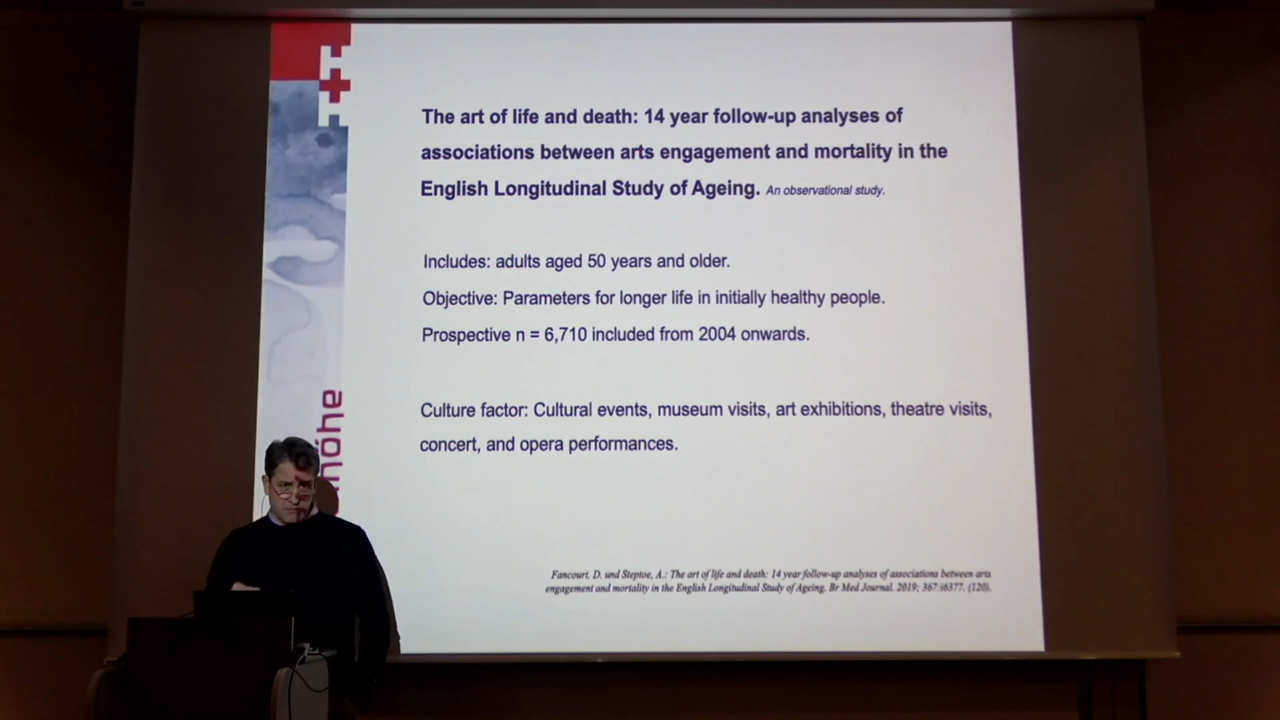 The art of life and death: 14 year follow-up analyses of
associations between arts engagement and mortality in the
English Longitudinal Study of Ageing. An observational study.
Includes: adults aged 50 years and older.
Objective: Parameters for longer life in initially healthy people.
Prospective n = 6,710 included from 2004 onwards.
Culture factor: Cultural events, museum visits, art exhibitions, theatre visits,
concert, and opera performances.
Fancourt, D. und Steptoe, A.: The art of life and death: 14 year follow-up analyses of associations between arts
engagement and mortality in the English Longitudinal Study of Ageing. Br Med Journal. 2019; 367:i6377. (120).